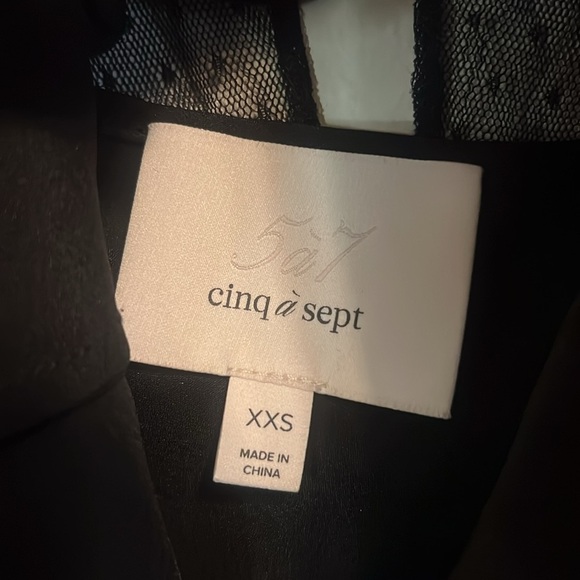 5à7
cinq à sept
XXS
MADE IN
CHINA